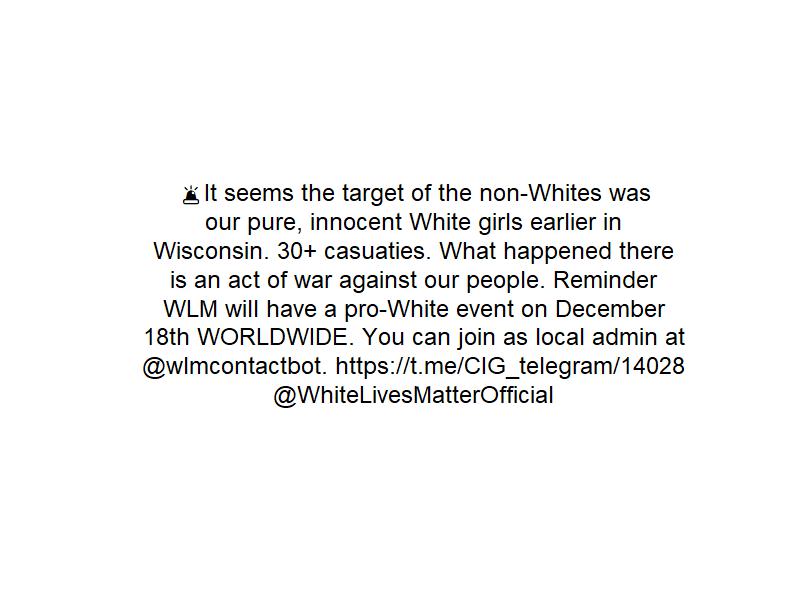 🚨It seems the target of the non-Whites was
our pure, innocent White girls earlier in
Wisconsin. 30+ casuaties. What happened there
is an act of war against our people. Reminder
WLM will have a pro-White event on December
18th WORLDWIDE. You can join as local admin at
@wlmcontactbot. https://t.me/CIG_telegram/14028
@WhiteLivesMatterOfficial